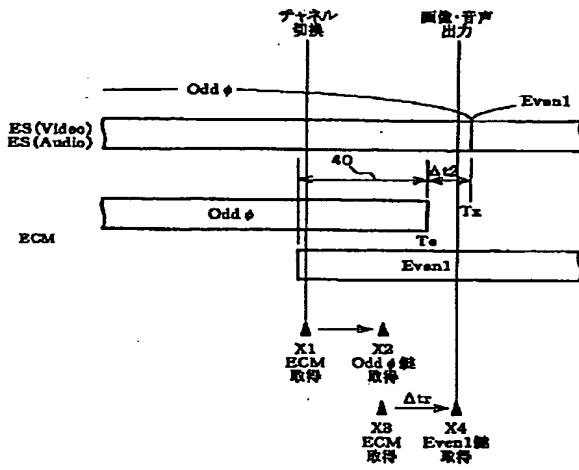 チャネル
切換
画像・音声
出力
Odd φ
Even1
ES(Video)
ES(Audio)
40
Δt2
Tx
ECM
Odd φ
Te
Even1
X1
ECM
取得
X2
Odd φ鍵
取得
Δtr
X3
ECM
取得
X4
Even1鍵
取得